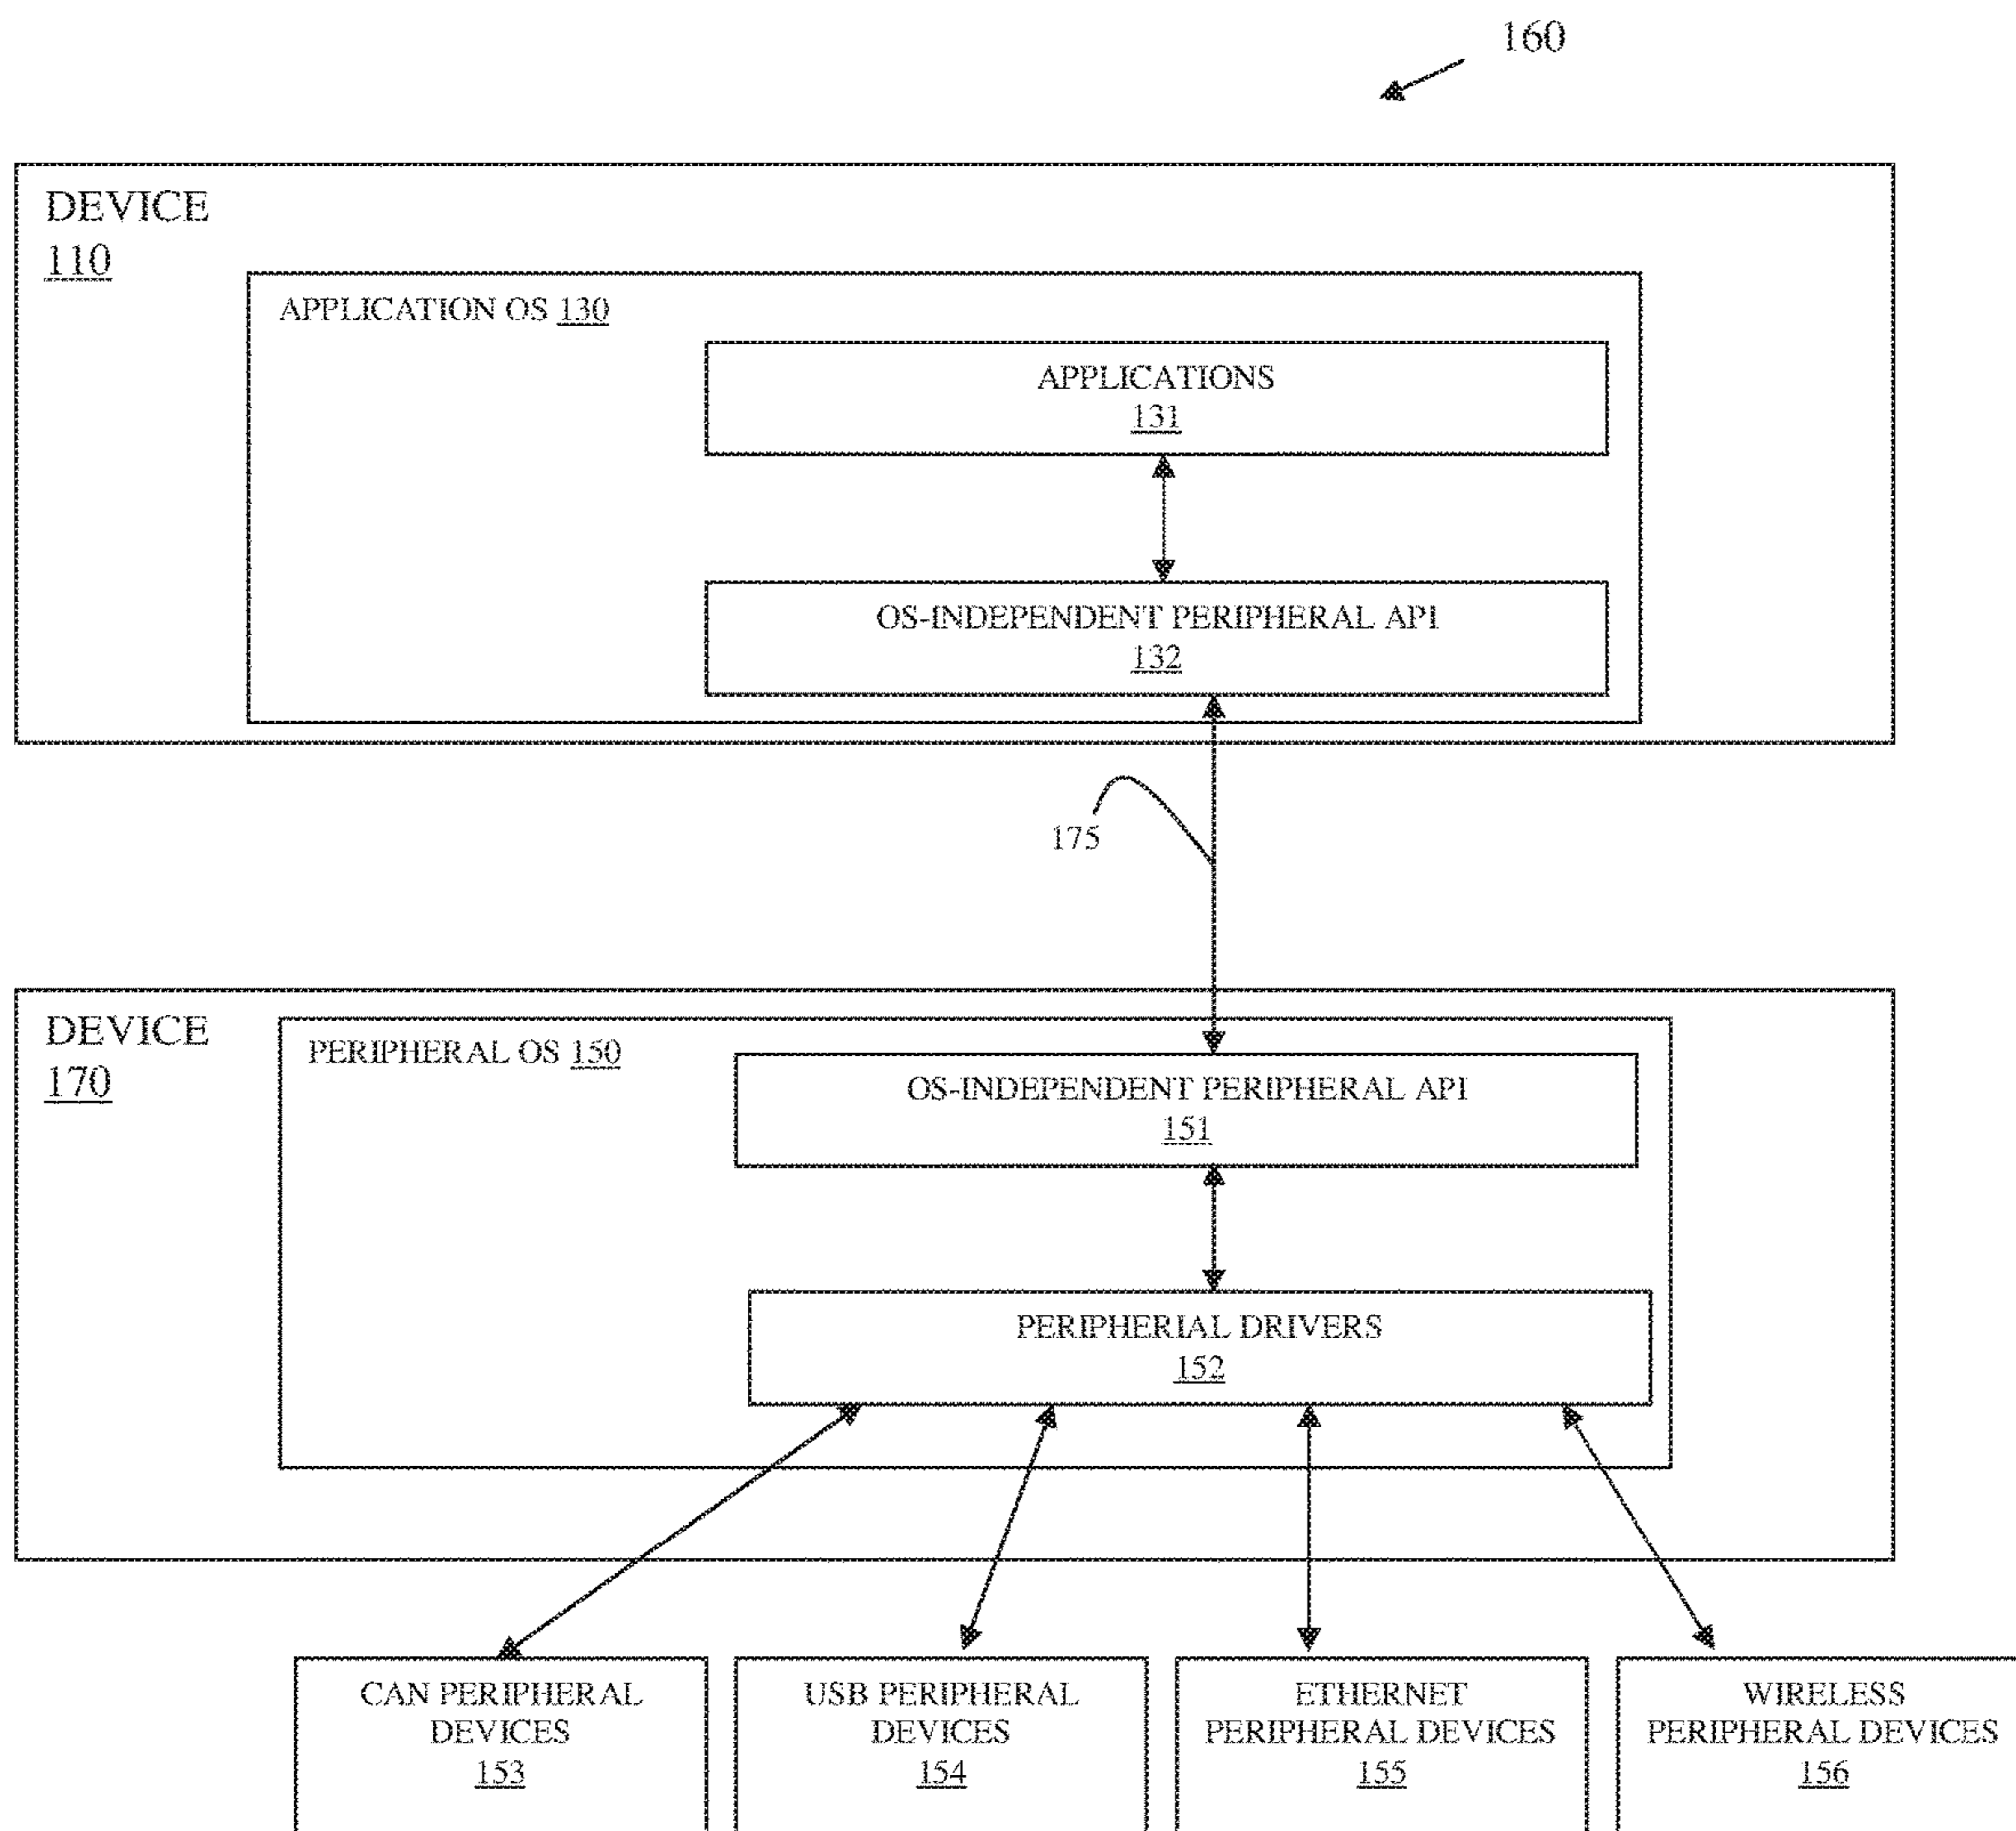 160
DEVICE
110
APPLICATION OS 130
APPLICATIONS
131
OS-INDEPENDENT PERIPHERAL API
132
175
DEVICE
170
PERIPHERAL OS 150
OS-INDEPENDENT PERIPHERAL API
151
PERIPHERIAL DRIVERS
152
CAN PERIPHERAL
DEVICES
153
USB PERIPHERAL
DEVICES
154
ETHERNET
PERIPHERAL DEVICES
155
WIRELESS
PERIPHERAL DEVICES
156